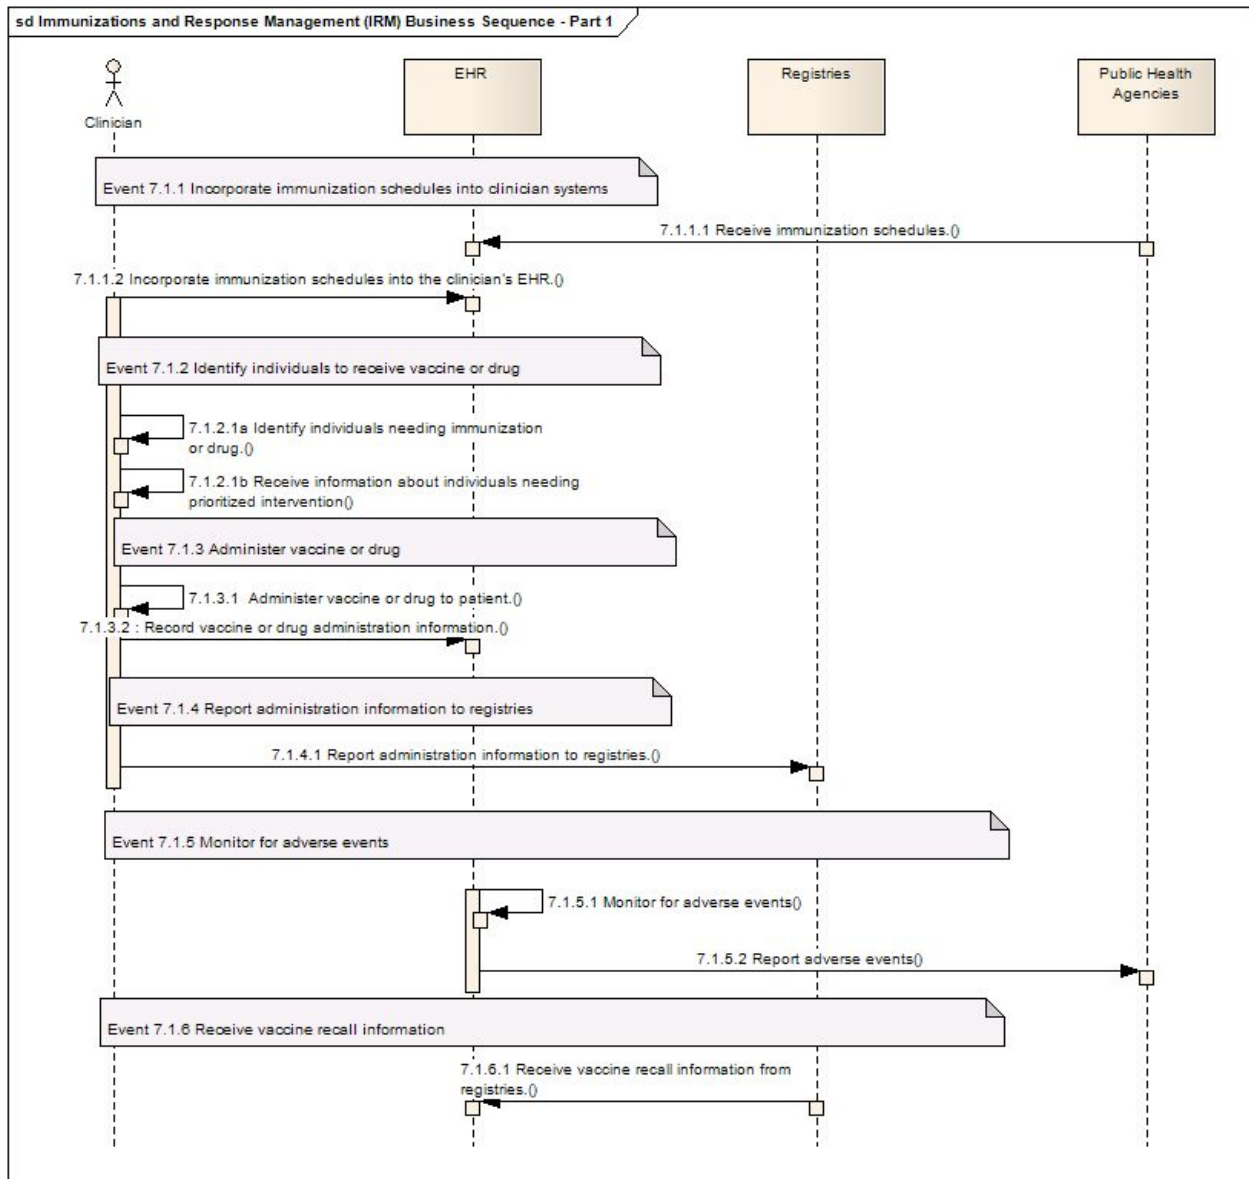 sd Immunizations and Response Management (IRM) Business Sequence - Part 1
Clinician
EHR
Registries
Public Health
Agencies
Event 7.1.1 Incorporate immunization schedules into clinician systems
7.1.1.1 Receive immunization schedules.()
7.1.1.2 Incorporate immunization schedules into the clinician's EHR.()
Event 7.1.2 Identify individuals to receive vaccine or drug
7.1.2.1a Identify individuals needing immunization
or drug.()
7.1.2.1b Receive information about individuals needing
prioritized intervention()
Event 7.1.3 Administer vaccine or drug
7.1.3.1 Administer vaccine or drug to patient.()
7.1.3.2 : Record vaccine or drug administration information.()
Event 7.1.4 Report administration information to registries
7.1.4.1 Report administration information to registries.()
Event 7.1.5 Monitor for adverse events
7.1.5.1 Monitor for adverse events()
7.1.5.2 Report adverse events()
Event 7.1.6 Receive vaccine recall information
7.1.6.1 Receive vaccine recall information from
registries.()